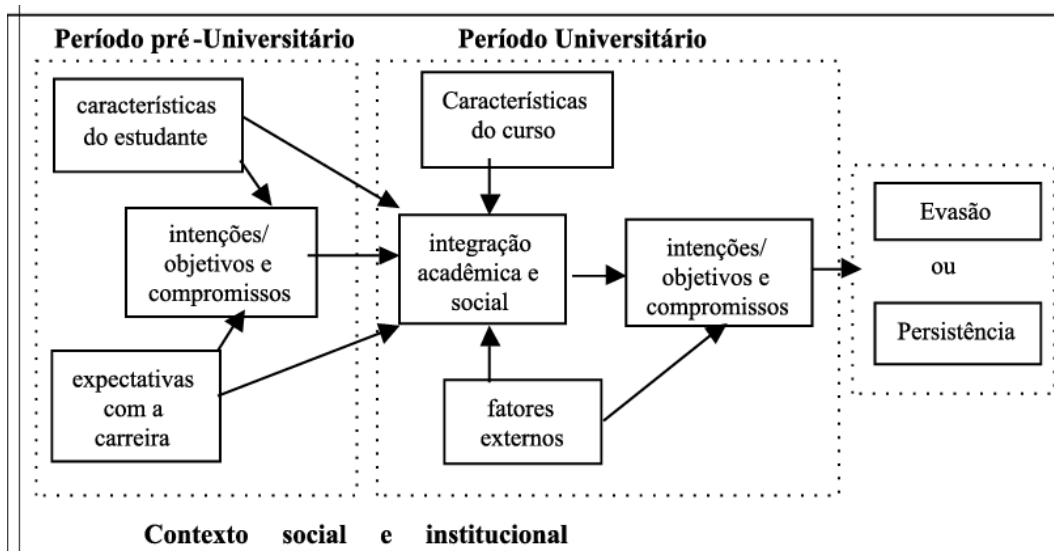 Período pré-Universitário
Período Universitário
características
do estudante
Características
do curso
intenções/
objetivos e
compromissos
integração
acadêmica e
social
intenções/
objetivos e
compromissos
Evasão
ou
Persistência
expectativas
com a
carreira
fatores
externos
Contexto social e institucional